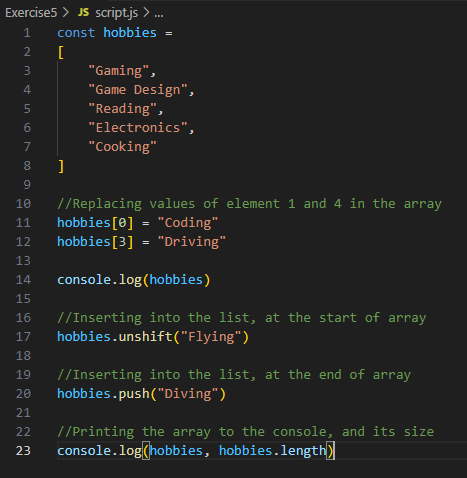 Exercise5 > JS script.js > ...
1 const hobbies =
2 [
3 "Gaming",
4 "Game Design",
5 "Reading",
6 "Electronics",
7 "Cooking"
8 ]
9
10 //Replacing values of element 1 and 4 in the array
11 hobbies[0] = "Coding"
12 hobbies[3] = "Driving"
13
14 console.log(hobbies)
15
16 //Inserting into the list, at the start of array
17 hobbies.unshift("Flying")
18
19 //Inserting into the list, at the end of array
20 hobbies.push("Diving")
21
22 //Printing the array to the console, and its size
23 console.log(hobbies, hobbies.length)